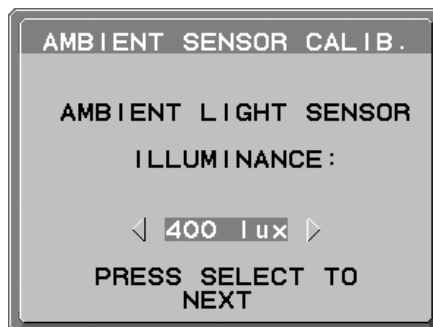 AMBIENT SENSOR CALIB.
AMBIENT LIGHT SENSOR
ILLUMINANCE:
400 lux
PRESS SELECT TO
NEXT